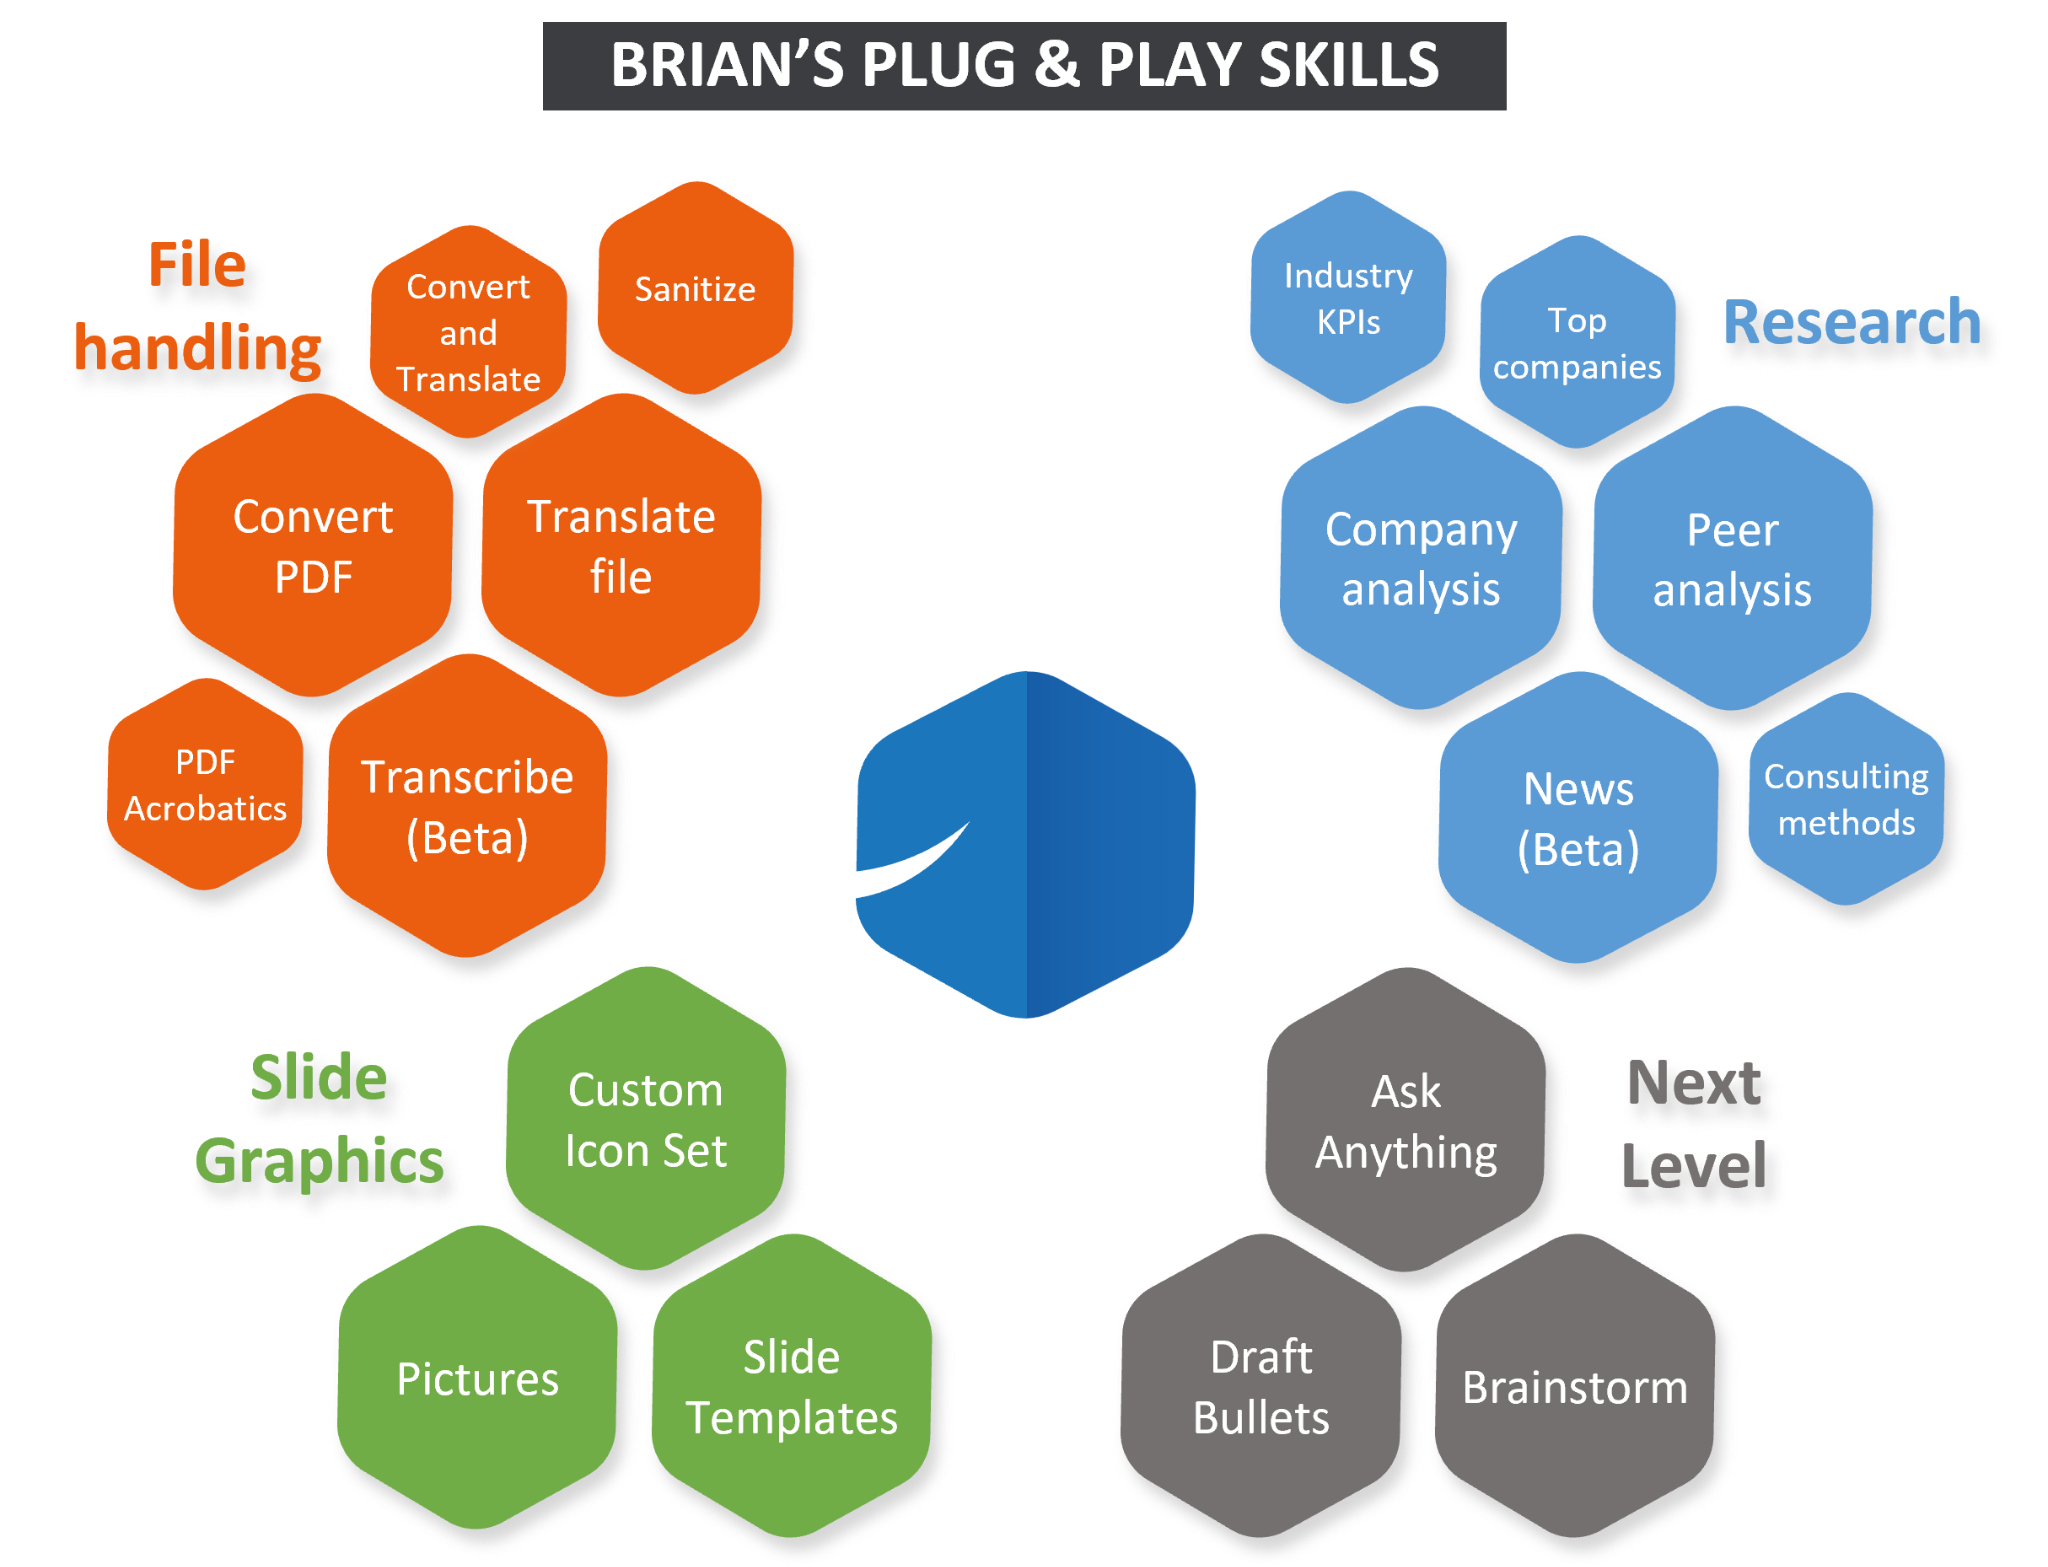 BRIAN’S PLUG & PLAY SKILLS
File
handling
Convert
and
Translate
Sanitize
Convert
PDF
Translate
file
PDF
Acrobatics
Transcribe
(Beta)
Industry
KPIs
Top
companies
Research
Company
analysis
Peer
analysis
News
(Beta)
Consulting
methods
Slide
Graphics
Custom
Icon Set
Pictures
Slide
Templates
Ask
Anything
Next
Level
Draft
Bullets
Brainstorm